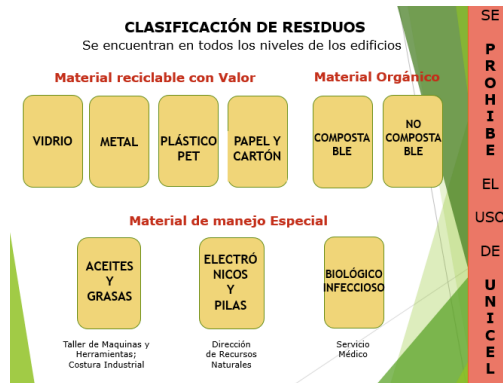 CLASIFICACIÓN DE RESIDUOS
Se encuentran en todos los niveles de los edificios
Material reciclable con Valor
Material Orgánico
VIDRIO
METAL
PLÁSTICO
PET
PAPEL Y
CARTÓN
COMPOSTA
BLE
NO
COMPOSTA
BLE
Material de manejo Especial
ACEITES
Y
GRASAS
ELECTRÓ
NICOS
Y
PILAS
BIOLÓGICO
INFECCIOSO
Taller de Maquinas y
Herramientas;
Costura Industrial
Dirección
de Recursos
Naturales
Servicio
Médico
SE
P
R
O
H
I
B
E
EL
USO
DE
U
N
I
C
E
L